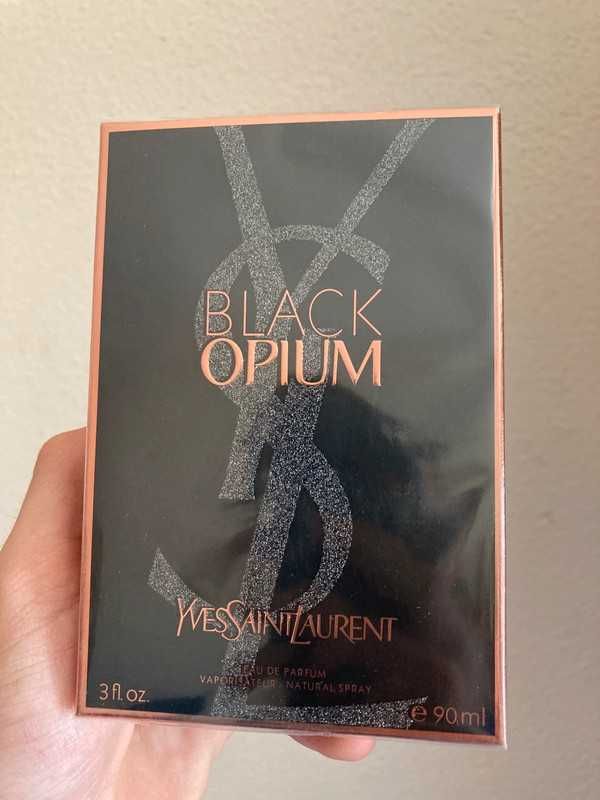 BLACK
OPIUM
YVESSAINTLAURENT
EAU DE PARFUM
VAPORISATEUR - NATURAL SPRAY
3 fl. oz.
e 90 ml